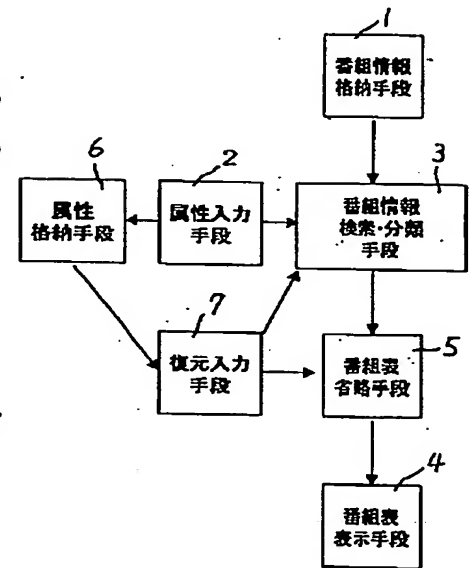 1
番組情報
格納手段
6
2
3
属性
格納手段
属性入力
手段
番組情報
検索・分類
手段
7
5
復元入力
手段
番組表
省略手段
4
番組表
表示手段